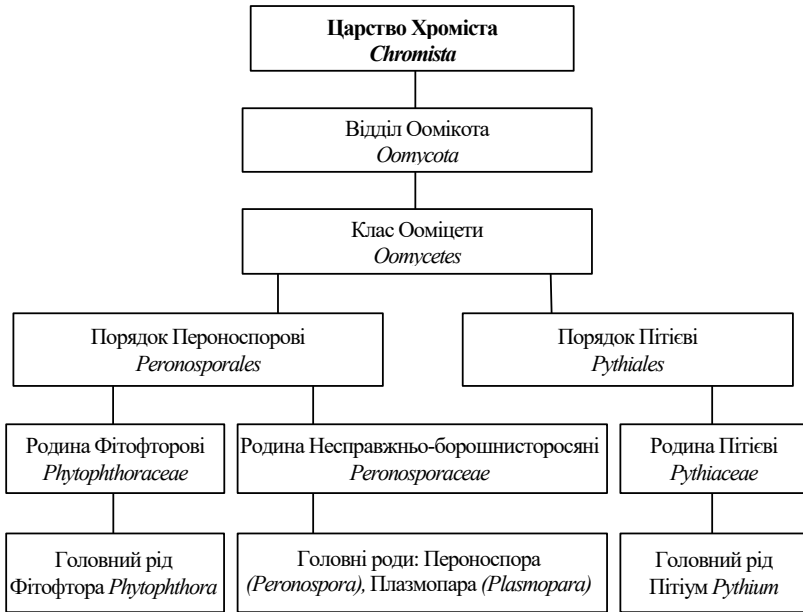 Царство Хроміста
Chromista
Відділ Оомікота
Oomycota
Клас Ооміцети
Oomycetes
Порядок Пероноспорові
Peronosporales
Порядок Пітієві
Pythiales
Родина Фітофторові
Phytophthoraceae
Родина Несправжньо-борошнисторосяні
Peronosporaceae
Родина Пітієві
Pythiaceae
Головний рід
Фітофтора Phytophthora
Головні роди: Пероноспора
(Peronospora), Плазмопара (Plasmopara)
Головний рід
Пітіум Pythium